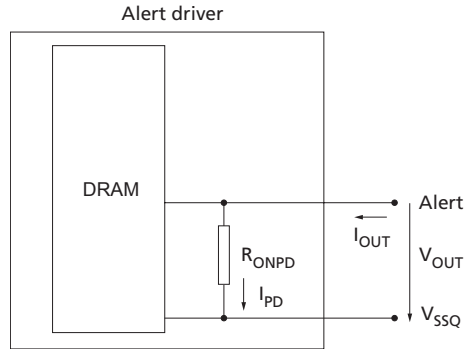 Alert driver
DRAM
Alert
I_OUT
R_ONPD
V_OUT
I_PD
V_SSQ